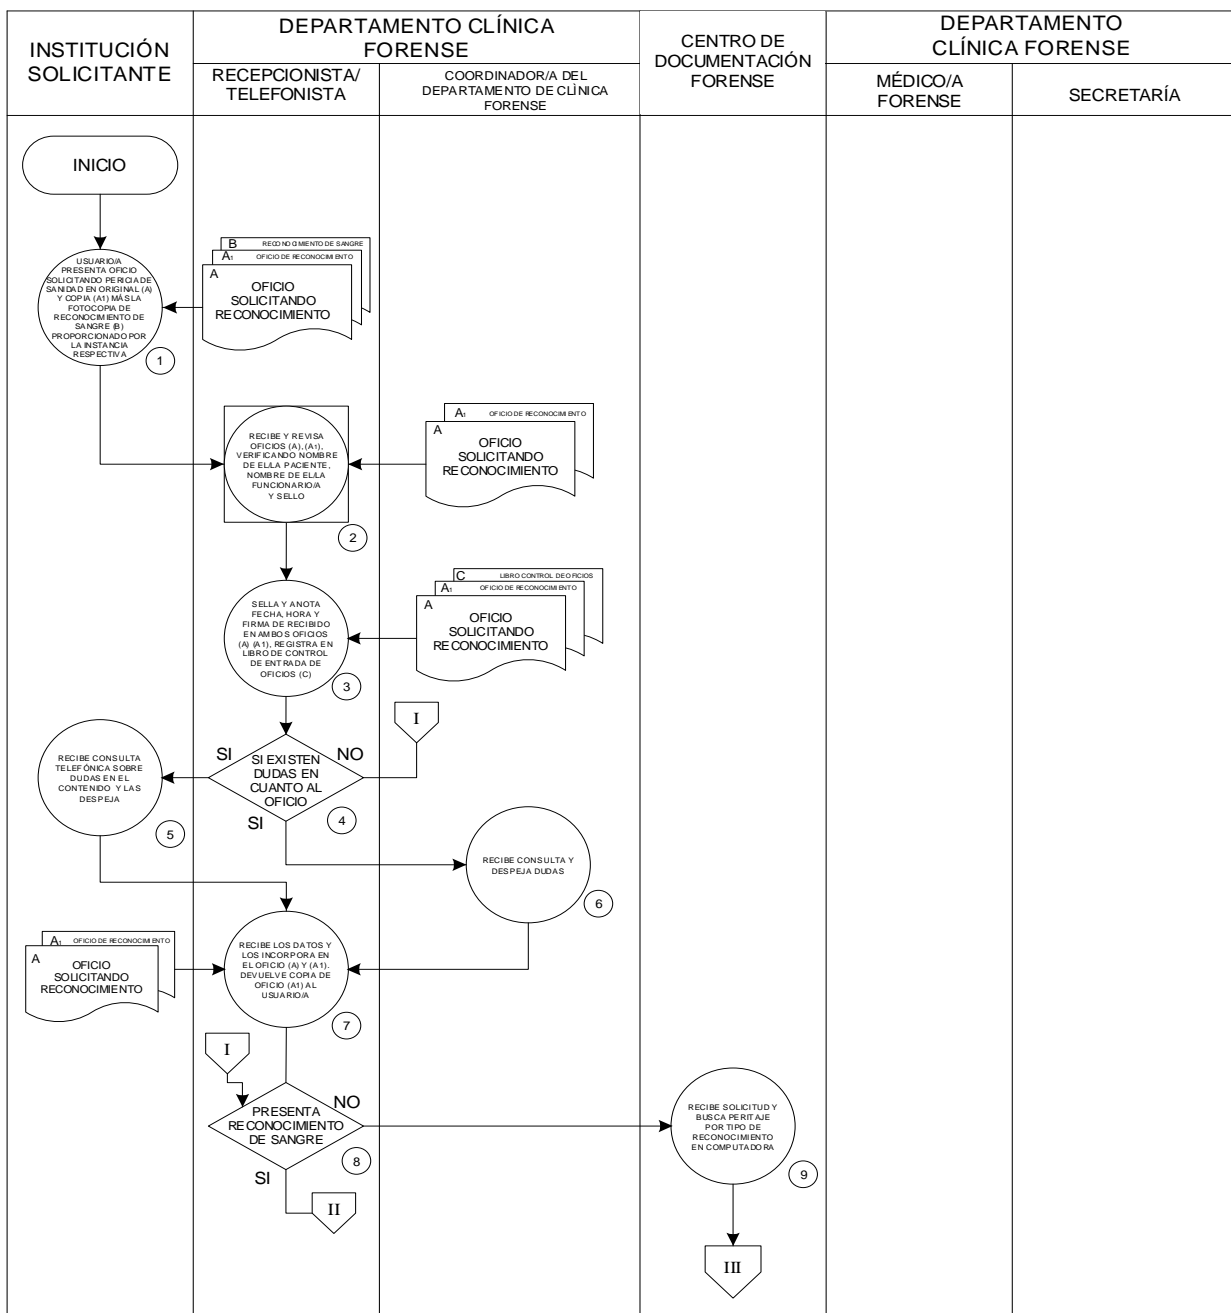 INSTITUCIÓN
SOLICITANTE
DEPARTAMENTO CLÍNICA
FORENSE
RECEPCIONISTA/
TELEFONISTA
COORDINADOR/A DEL
DEPARTAMENTO DE CLÌNICA
FORENSE
CENTRO DE
DOCUMENTACIÓN
FORENSE
DEPARTAMENTO
CLÍNICA FORENSE
MÉDICO/A
FORENSE
SECRETARÍA
INICIO
USUARIO/A
PRESENTA OFICIO
SOLICITANDO PERICIA DE
SANIDAD EN ORIGINAL (A)
Y COPIA (A1) MÁS LA
FOTOCOPIA DE
RECONOCIMIENTO DE
SANGRE (B)
PROPORCIONADO POR
LA INSTANCIA
RESPECTIVA
1
B RECONOCIMIENTO DE SANGRE
A1 OFICIO DE RECONOCIMIENTO
A
OFICIO
SOLICITANDO
RECONOCIMIENTO
RECIBE Y REVISA
OFICIOS (A), (A1),
VERIFICANDO NOMBRE
DE EL/LA PACIENTE,
NOMBRE DE EL/LA
FUNCIONARIO/A
Y SELLO
2
A1 OFICIO DE RECONOCIMIENTO
A
OFICIO
SOLICITANDO
RECONOCIMIENTO
SELLA Y ANOTA
FECHA, HORA Y
FIRMA DE RECIBIDO
EN AMBOS OFICIOS
(A) (A1), REGISTRA EN
LIBRO DE CONTROL
DE ENTRADA DE
OFICIOS (C)
3
C LIBRO CONTROL DE OFICIOS
A1 OFICIO DE RECONOCIMIENTO
A
OFICIO
SOLICITANDO
RECONOCIMIENTO
I
SI
NO
SI EXISTEN
DUDAS EN
CUANTO AL
OFICIO
SI
4
RECIBE CONSULTA
TELEFÓNICA SOBRE
DUDAS EN EL
CONTENIDO Y LAS
DESPEJA
5
RECIBE CONSULTA Y
DESPEJA DUDAS
6
A1 OFICIO DE RECONOCIMIENTO
A
OFICIO
SOLICITANDO
RECONOCIMIENTO
RECIBE LOS DATOS Y
LOS INCORPORA EN
EL OFICIO (A) Y (A1).
DEVUELVE COPIA DE
OFICIO (A1) AL
USUARIO/A
7
I
PRESENTA
RECONOCIMIENTO
DE SANGRE
NO
SI
8
II
RECIBE SOLICITUD Y
BUSCA PERITAJE
POR TIPO DE
RECONOCIMIENTO
EN COMPUTADORA
9
III